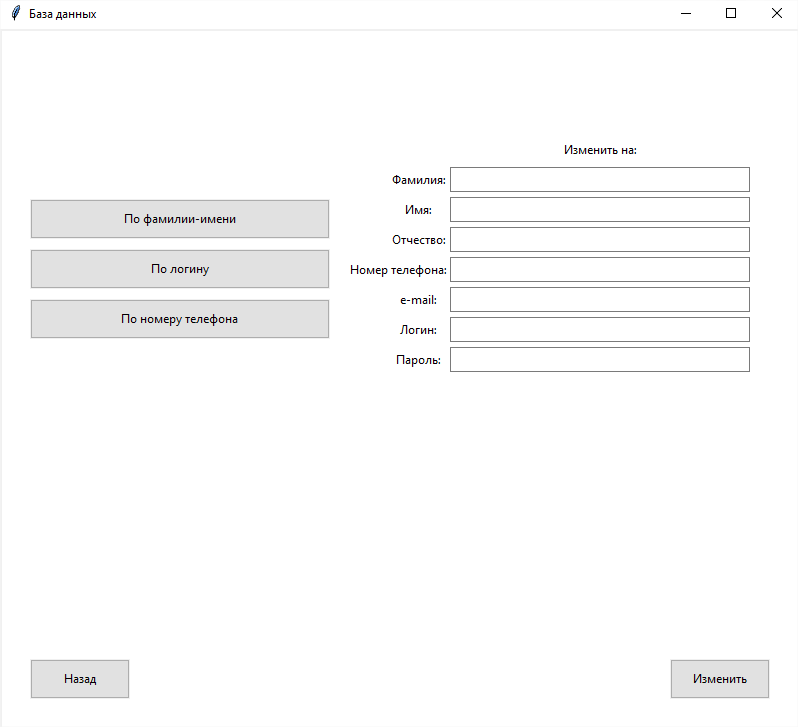 База данных
Изменить на:
Фамилия:
Имя:
Отчество:
Номер телефона:
e-mail:
Логин:
Пароль:
По фамилии-имени
По логину
По номеру телефона
Назад
Изменить